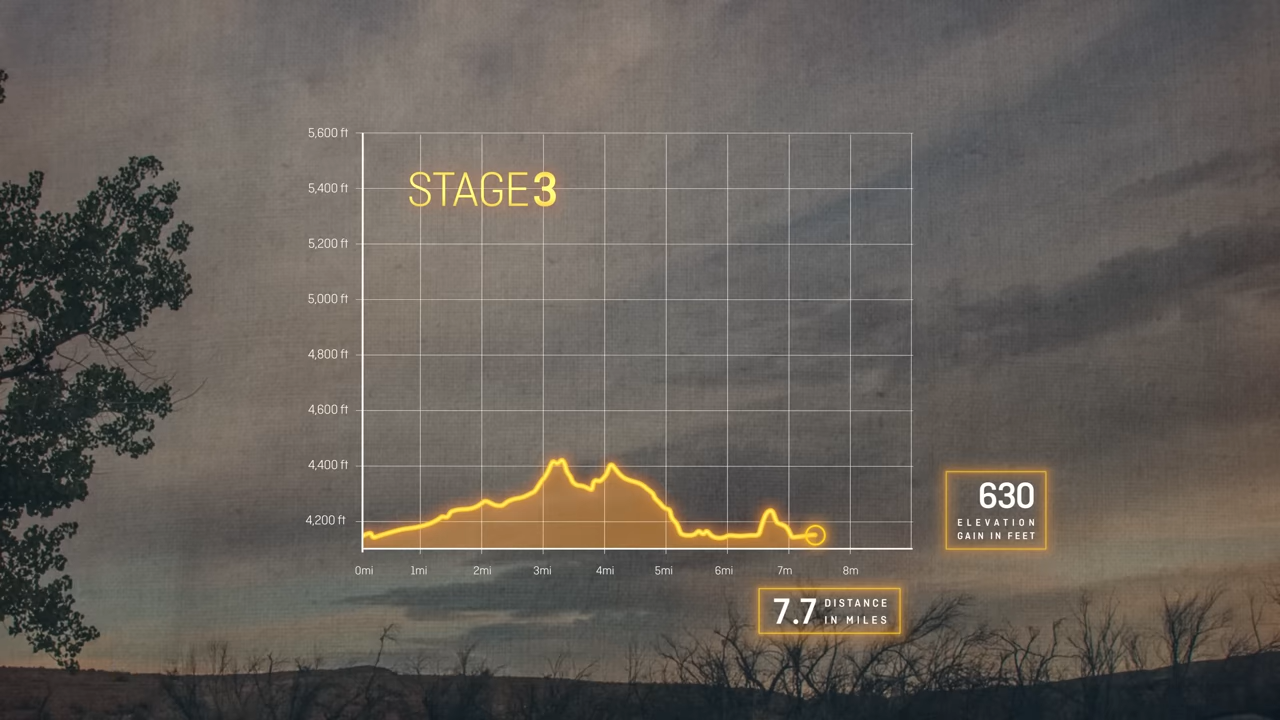 5,600 ft
STAGE3
5,400 ft
5,200 ft
5,000 ft
4,800 ft
4,600 ft
4,400 ft
4,200 ft
630
ELEVATION
GAIN IN FEET
0mi 1mi 2mi 3mi 4mi 5mi 6mi 7m 8m
7.7 DISTANCE
IN MILES